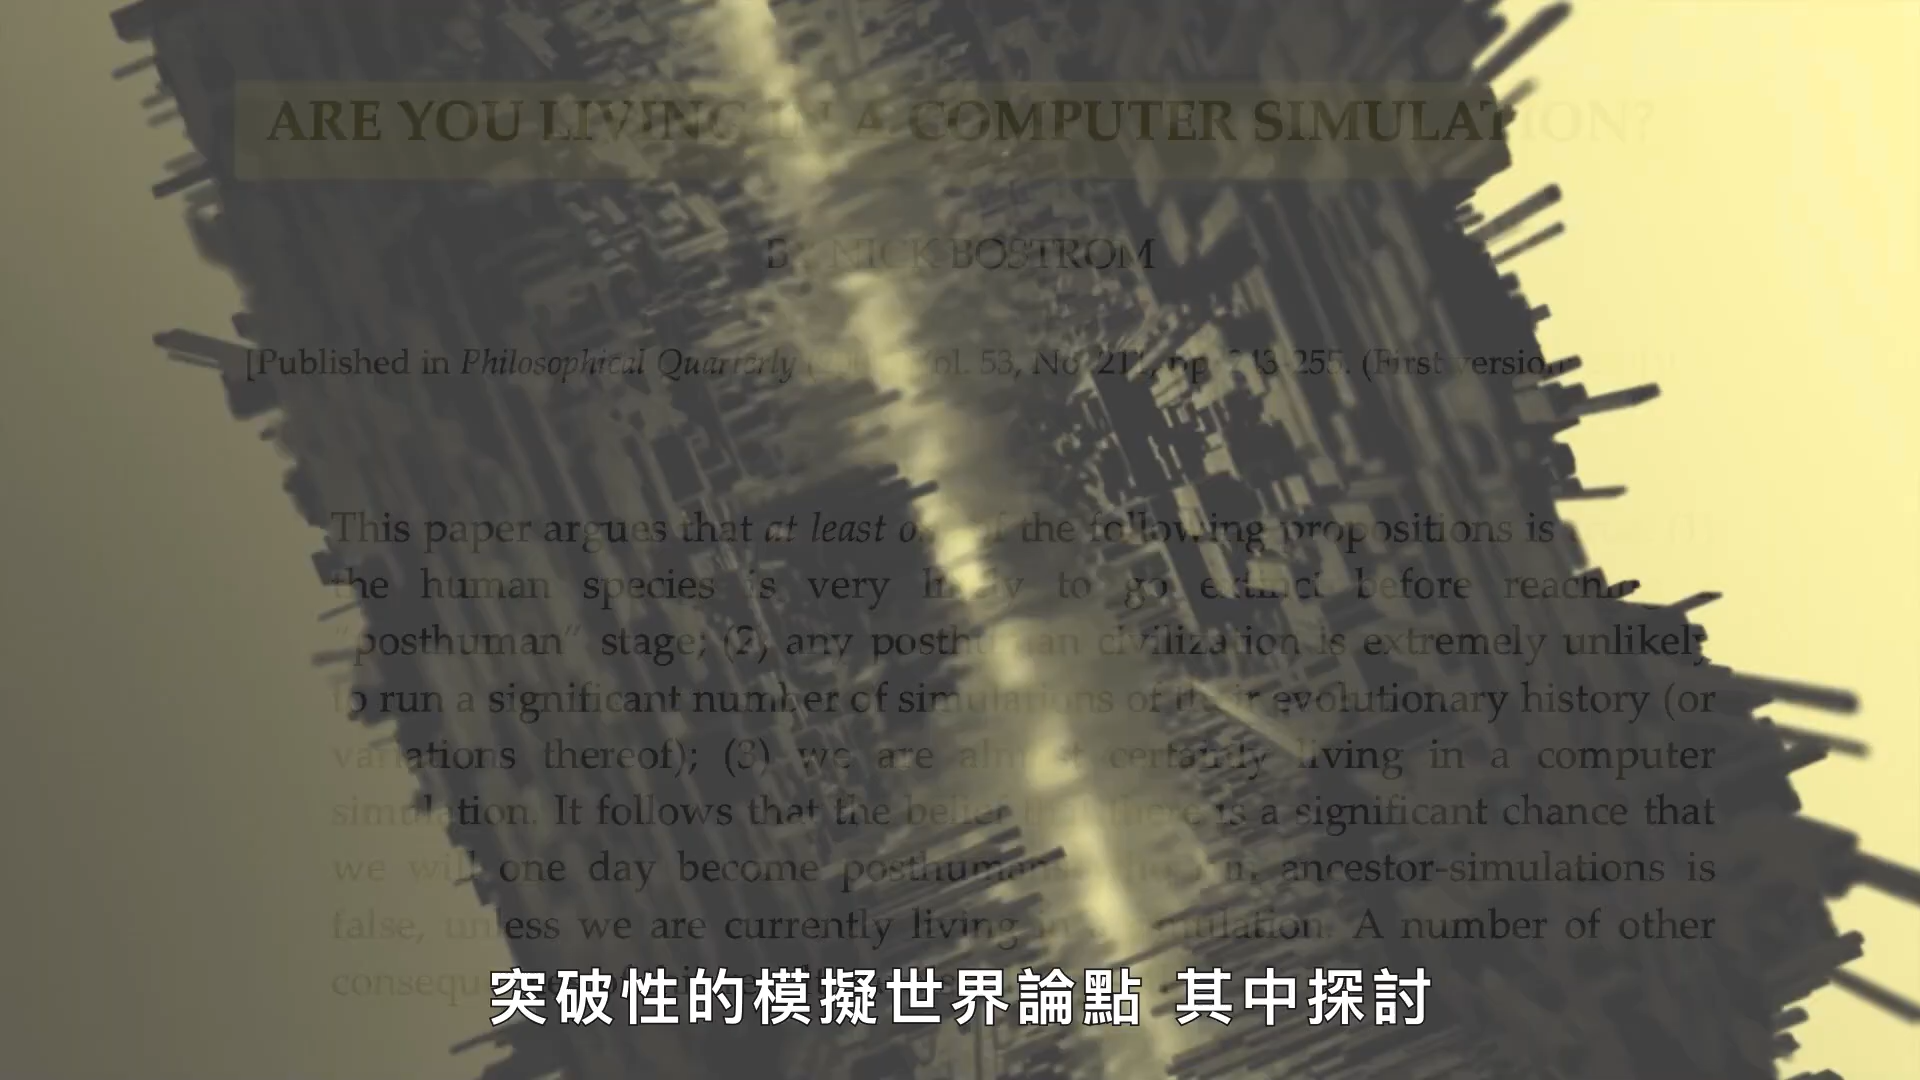 ARE YOU LIVING IN A COMPUTER SIMULATION?
BY NICK BOSTROM
[Published in Philosophical Quarterly Vol. 53, No. 211, pp. 243-255. (First version
This paper argues that at least one of the following propositions is true: (1)
the human species is very likely to go extinct before reaching
“posthuman” stage; (2) any posthuman civilization is extremely unlikely
to run a significant number of simulations of their evolutionary history (or
variations thereof); (3) we are almost certainly living in a computer
simulation. It follows that the belief that there is a significant chance that
we will one day become posthumans who run ancestor-simulations is
false, unless we are currently living in a simulation. A number of other
突破性的模擬世界論點 其中探討